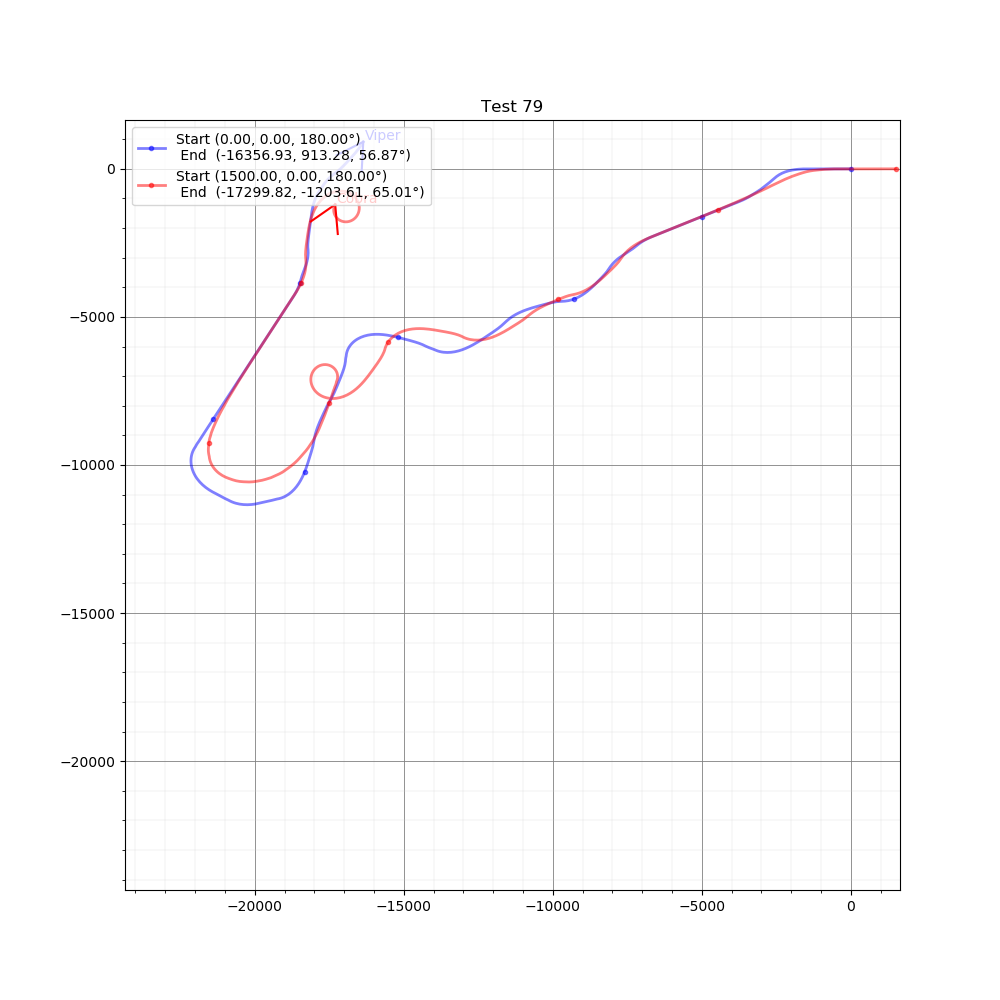 Test 79
Viper
Start (0.00, 0.00, 180.00°)
End (-16356.93, 913.28, 56.87°)
Start (1500.00, 0.00, 180.00°)
End (-17299.82, -1203.61, 65.01°)
Cobra
0
−5000
−10000
−15000
−20000
−20000
−15000
−10000
−5000
0